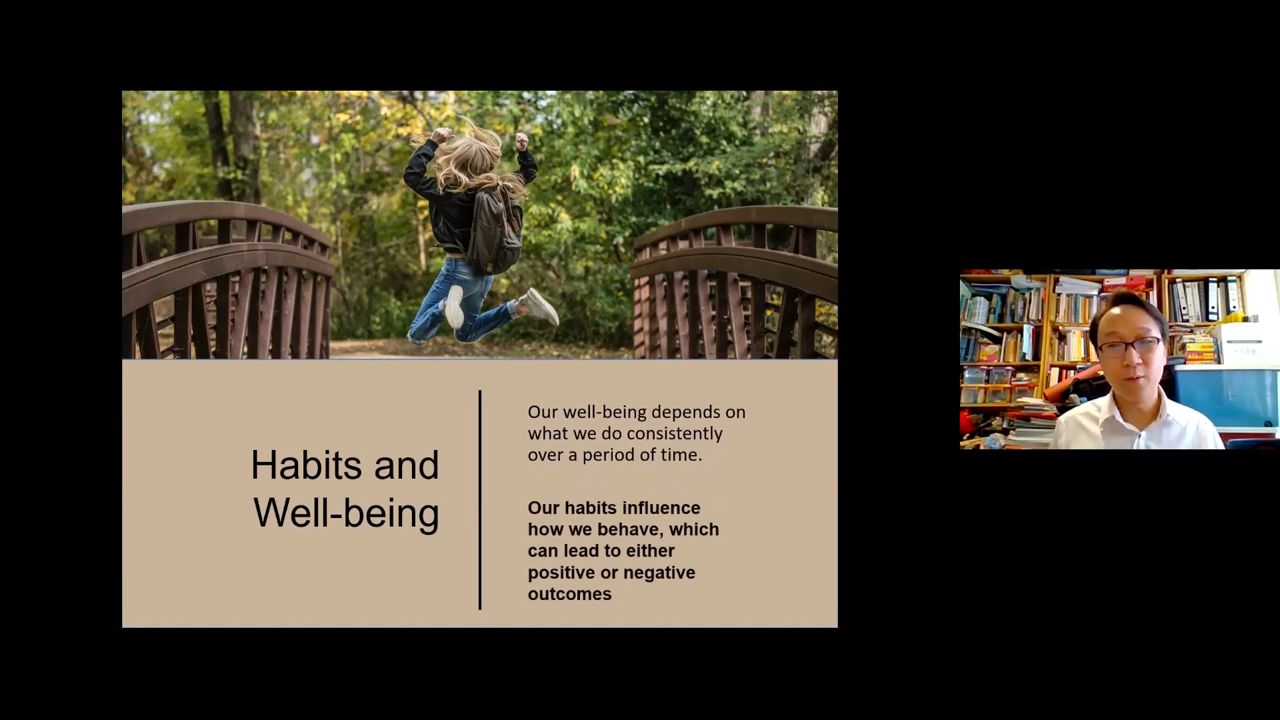 Habits and
Well-being
Our well-being depends on
what we do consistently
over a period of time.
Our habits influence
how we behave, which
can lead to either
positive or negative
outcomes